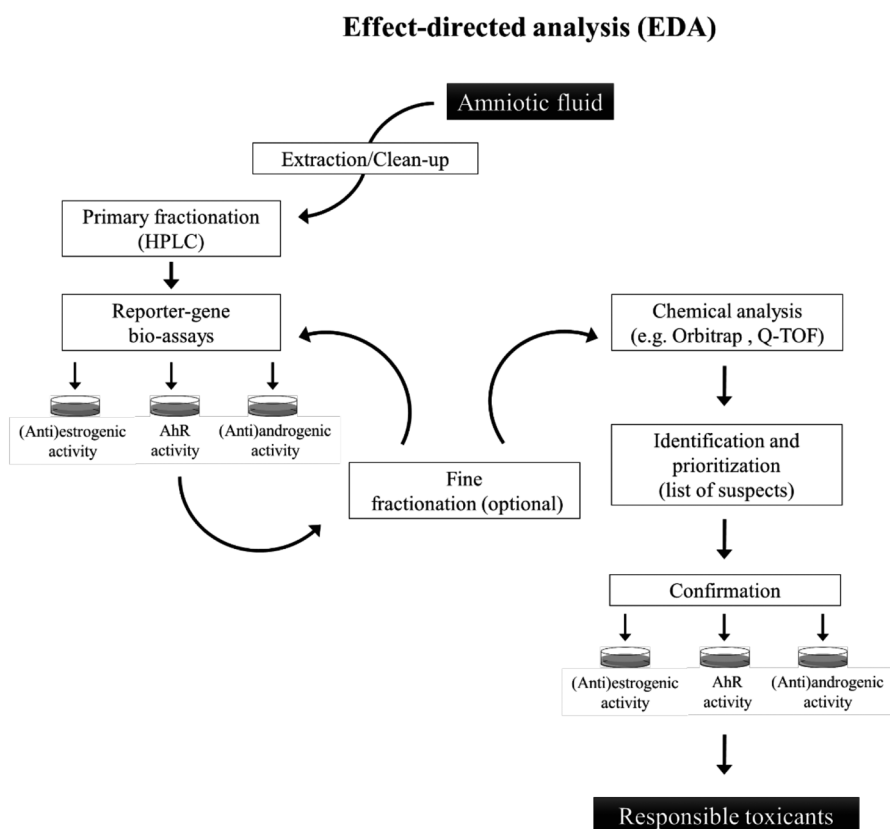 Effect-directed analysis (EDA)
Amniotic fluid
Extraction/Clean-up
Primary fractionation
(HPLC)
Reporter-gene
bio-assays
(Anti)estrogenic
activity
AhR
activity
(Anti)androgenic
activity
Fine
fractionation (optional)
Chemical analysis
(e.g. Orbitrap , Q-TOF)
Identification and
prioritization
(list of suspects)
Confirmation
(Anti)estrogenic
activity
AhR
activity
(Anti)androgenic
activity
Responsible toxicants